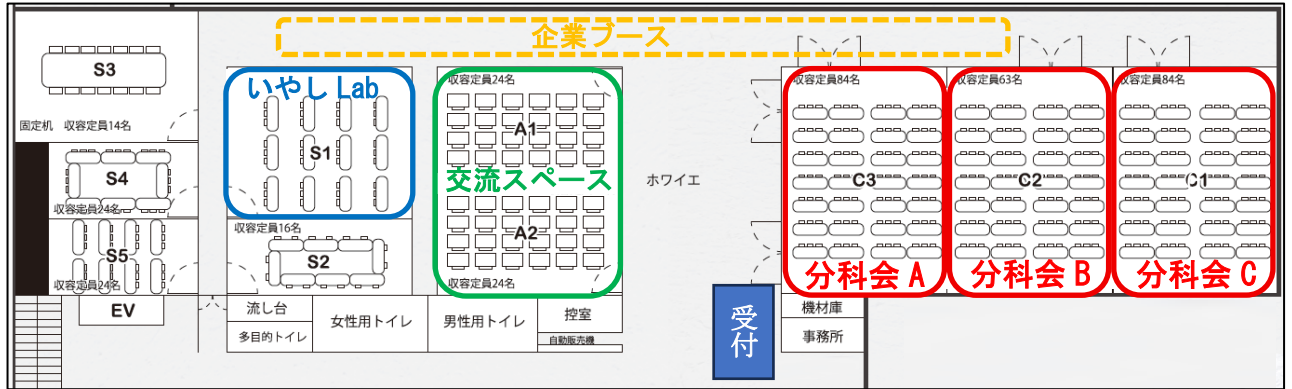 企業ブース
S3
固定机　収容定員14名
S4
収容定員24名
S5
収容定員24名
EV
いやし Lab
S1
収容定員16名
S2
流し台
多目的トイレ
女性用トイレ
男性用トイレ
控室
自動販売機
収容定員24名
A1
交流スペース
A2
収容定員24名
ホワイエ
受付
収容定員84名
C3
分科会 A
収容定員63名
C2
分科会 B
収容定員84名
C1
分科会 C
機材庫
事務所